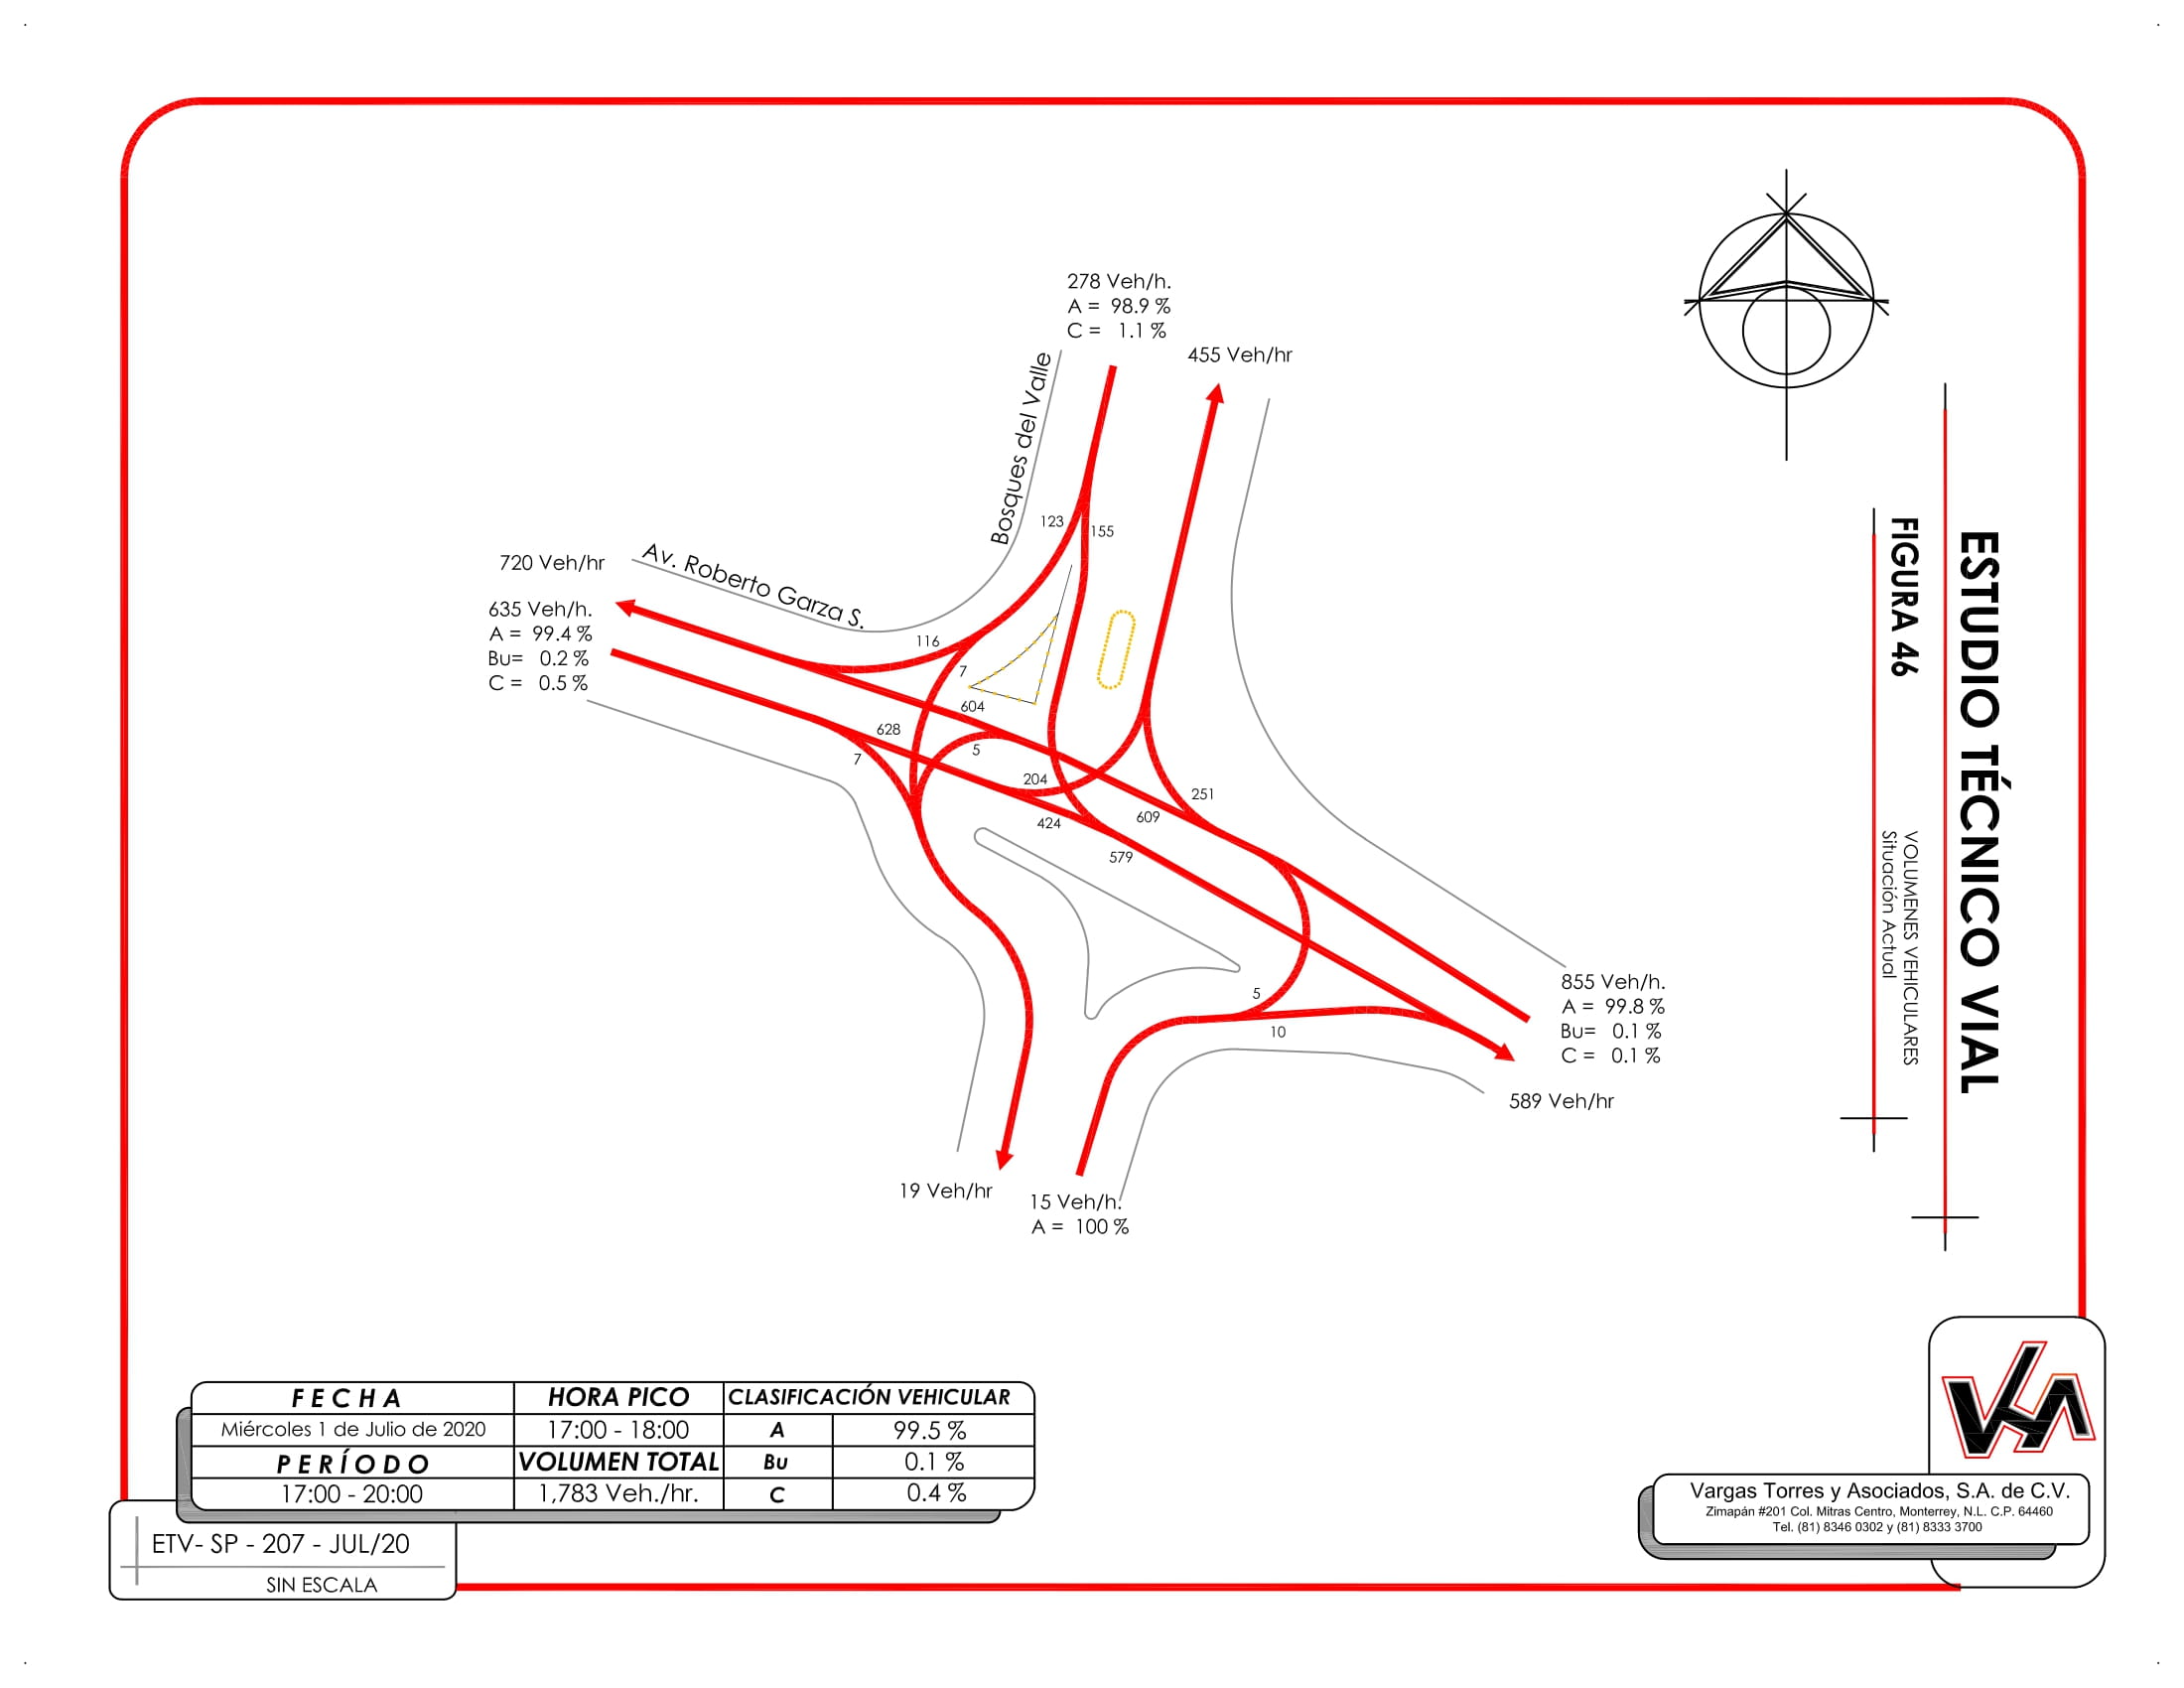 278 Veh/h.
A = 98.9 %
C = 1.1 %
455 Veh/hr
Bosques del Valle
123
155
720 Veh/hr
Av. Roberto Garza S.
635 Veh/h.
A = 99.4 %
Bu= 0.2 %
C = 0.5 %
116
7
604
628
7
5
204
251
424
609
579
855 Veh/h.
A = 99.8 %
Bu= 0.1 %
C = 0.1 %
5
10
589 Veh/hr
19 Veh/hr
15 Veh/h.
A = 100 %
ESTUDIO TÉCNICO VIAL
FIGURA 46
VOLUMENES VEHICULARES
Situación Actual
FECHA
HORA PICO
CLASIFICACIÓN VEHICULAR
Miércoles 1 de Julio de 2020
17:00 - 18:00
A
99.5 %
PERÍODO
VOLUMEN TOTAL
Bu
0.1 %
17:00 - 20:00
1,783 Veh./hr.
C
0.4 %
ETV- SP - 207 - JUL/20
SIN ESCALA
Vargas Torres y Asociados, S.A. de C.V.
Zimapán #201 Col. Mitras Centro, Monterrey, N.L. C.P. 64460
Tel. (81) 8346 0302 y (81) 8333 3700